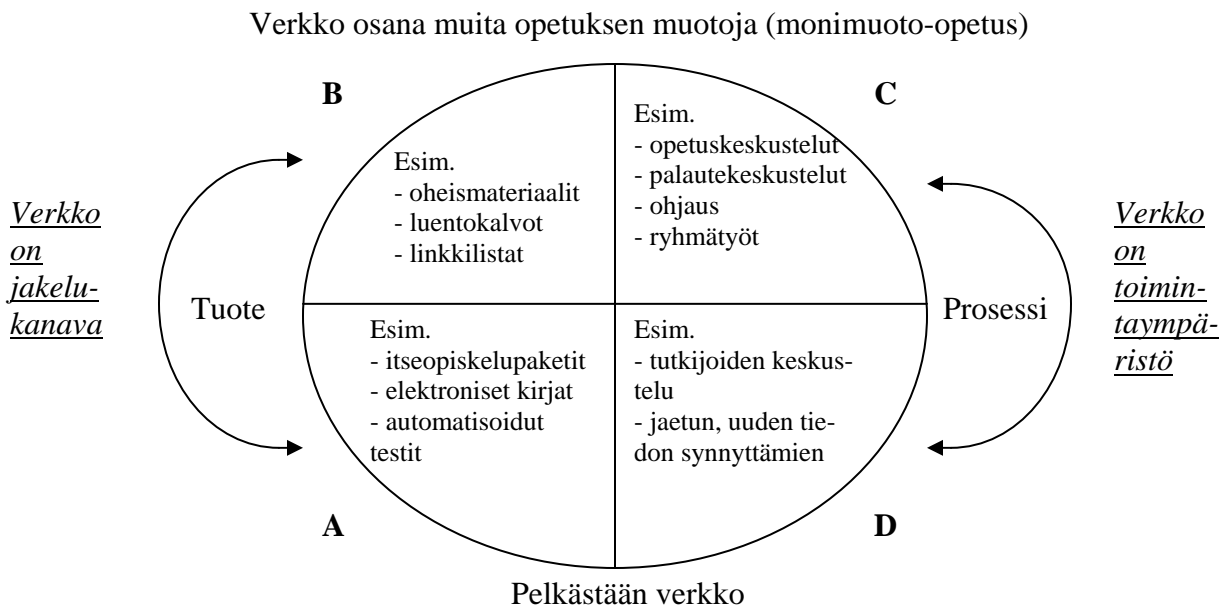 Verkko osana muita opetuksen muotoja (monimuoto-opetus)
B
C
Esim.
- oheismateriaalit
- luentokalvot
- linkkilistat
Esim.
- opetuskeskustelut
- palautekeskustelut
- ohjaus
- ryhmätyöt
Verkko
on
jakelu-
kanava
Tuote
Prosessi
Verkko
on
toimin-
taympä-
ristö
Esim.
- itseopiskelupaketit
- elektroniset kirjat
- automatisoidut
testit
Esim.
- tutkijoiden keskus-
telu
- jaetun, uuden tie-
don synnyttämien
A
D
Pelkästään verkko